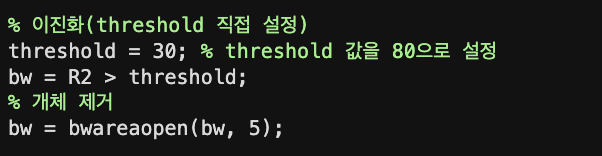 % 이진화(threshold 직접 설정)
threshold = 30; % threshold 값을 80으로 설정
bw = R2 > threshold;
% 개체 제거
bw = bwareaopen(bw, 5);